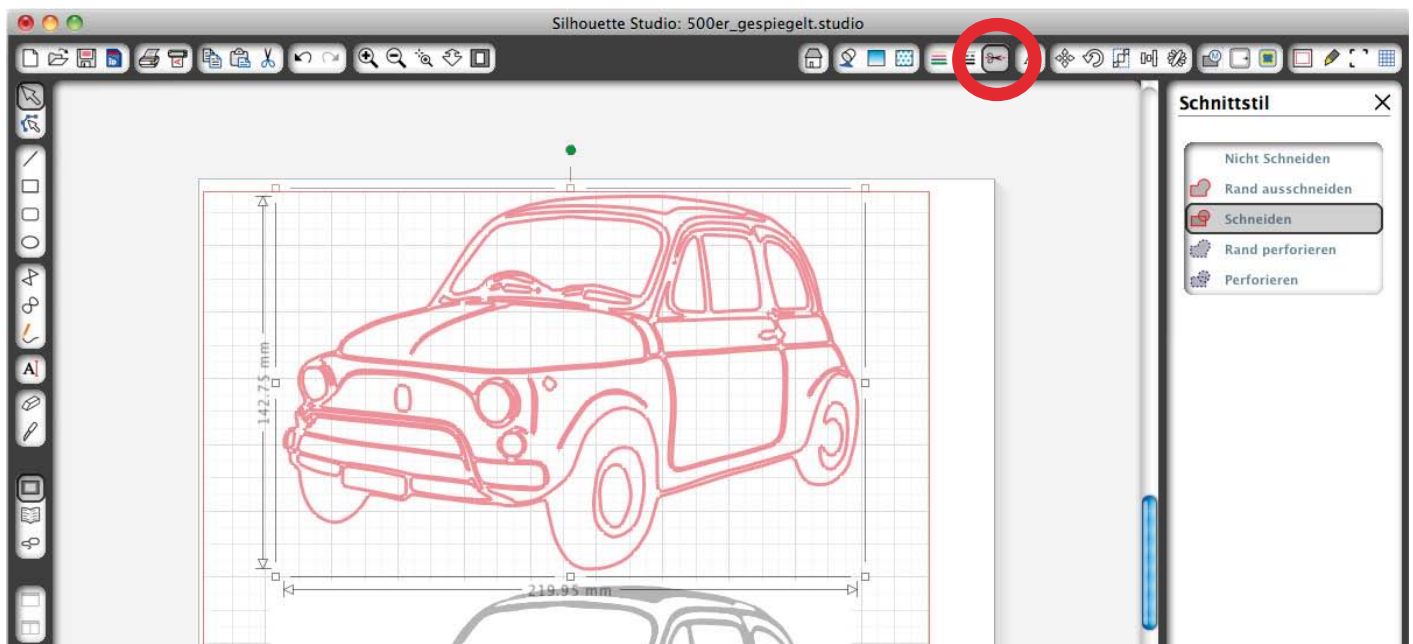 Silhouette Studio: 500er_gespiegelt.studio
Schnittstil
Nicht Schneiden
Rand ausschneiden
Schneiden
Rand perforieren
Perforieren
142.75 mm
219.95 mm
A